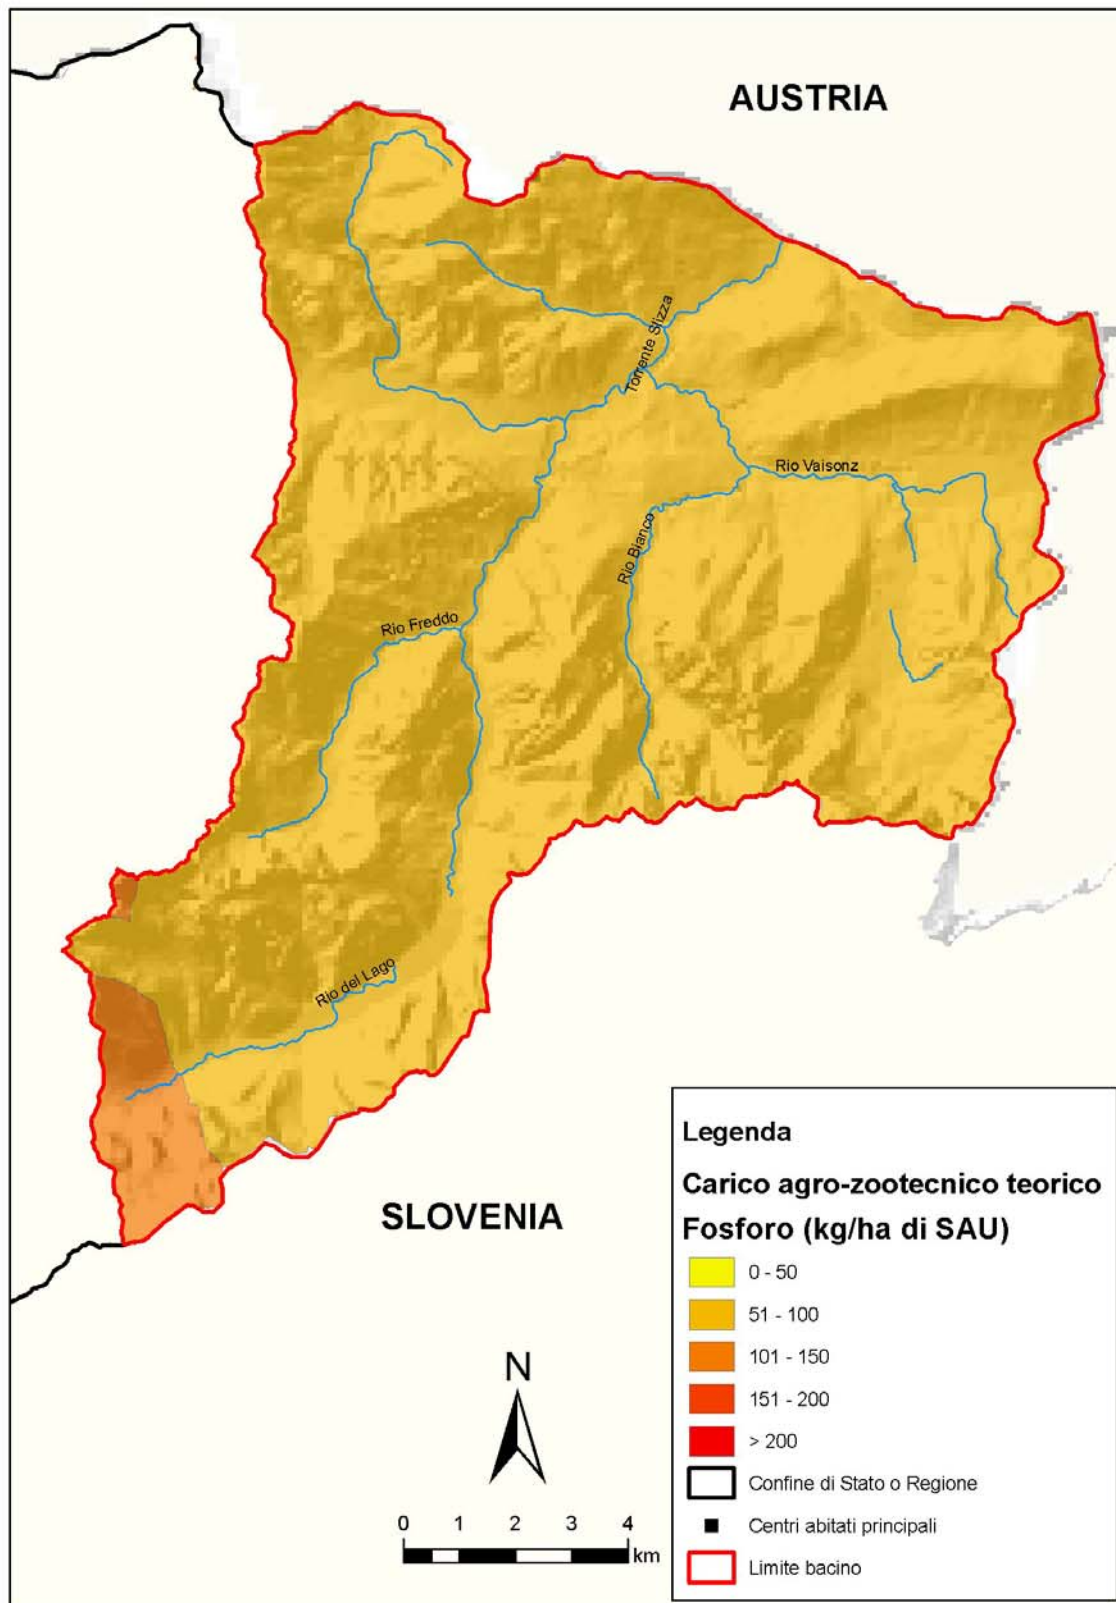 AUSTRIA
Torrente Slizza
Rio Vaisonz
Rio Bianco
Rio Freddo
Rio del Lago
SLOVENIA
N
0 1 2 3 4
km
Legenda
Carico agro-zootecnico teorico
Fosforo (kg/ha di SAU)
0 - 50
51 - 100
101 - 150
151 - 200
> 200
Confine di Stato o Regione
Centri abitati principali
Limite bacino